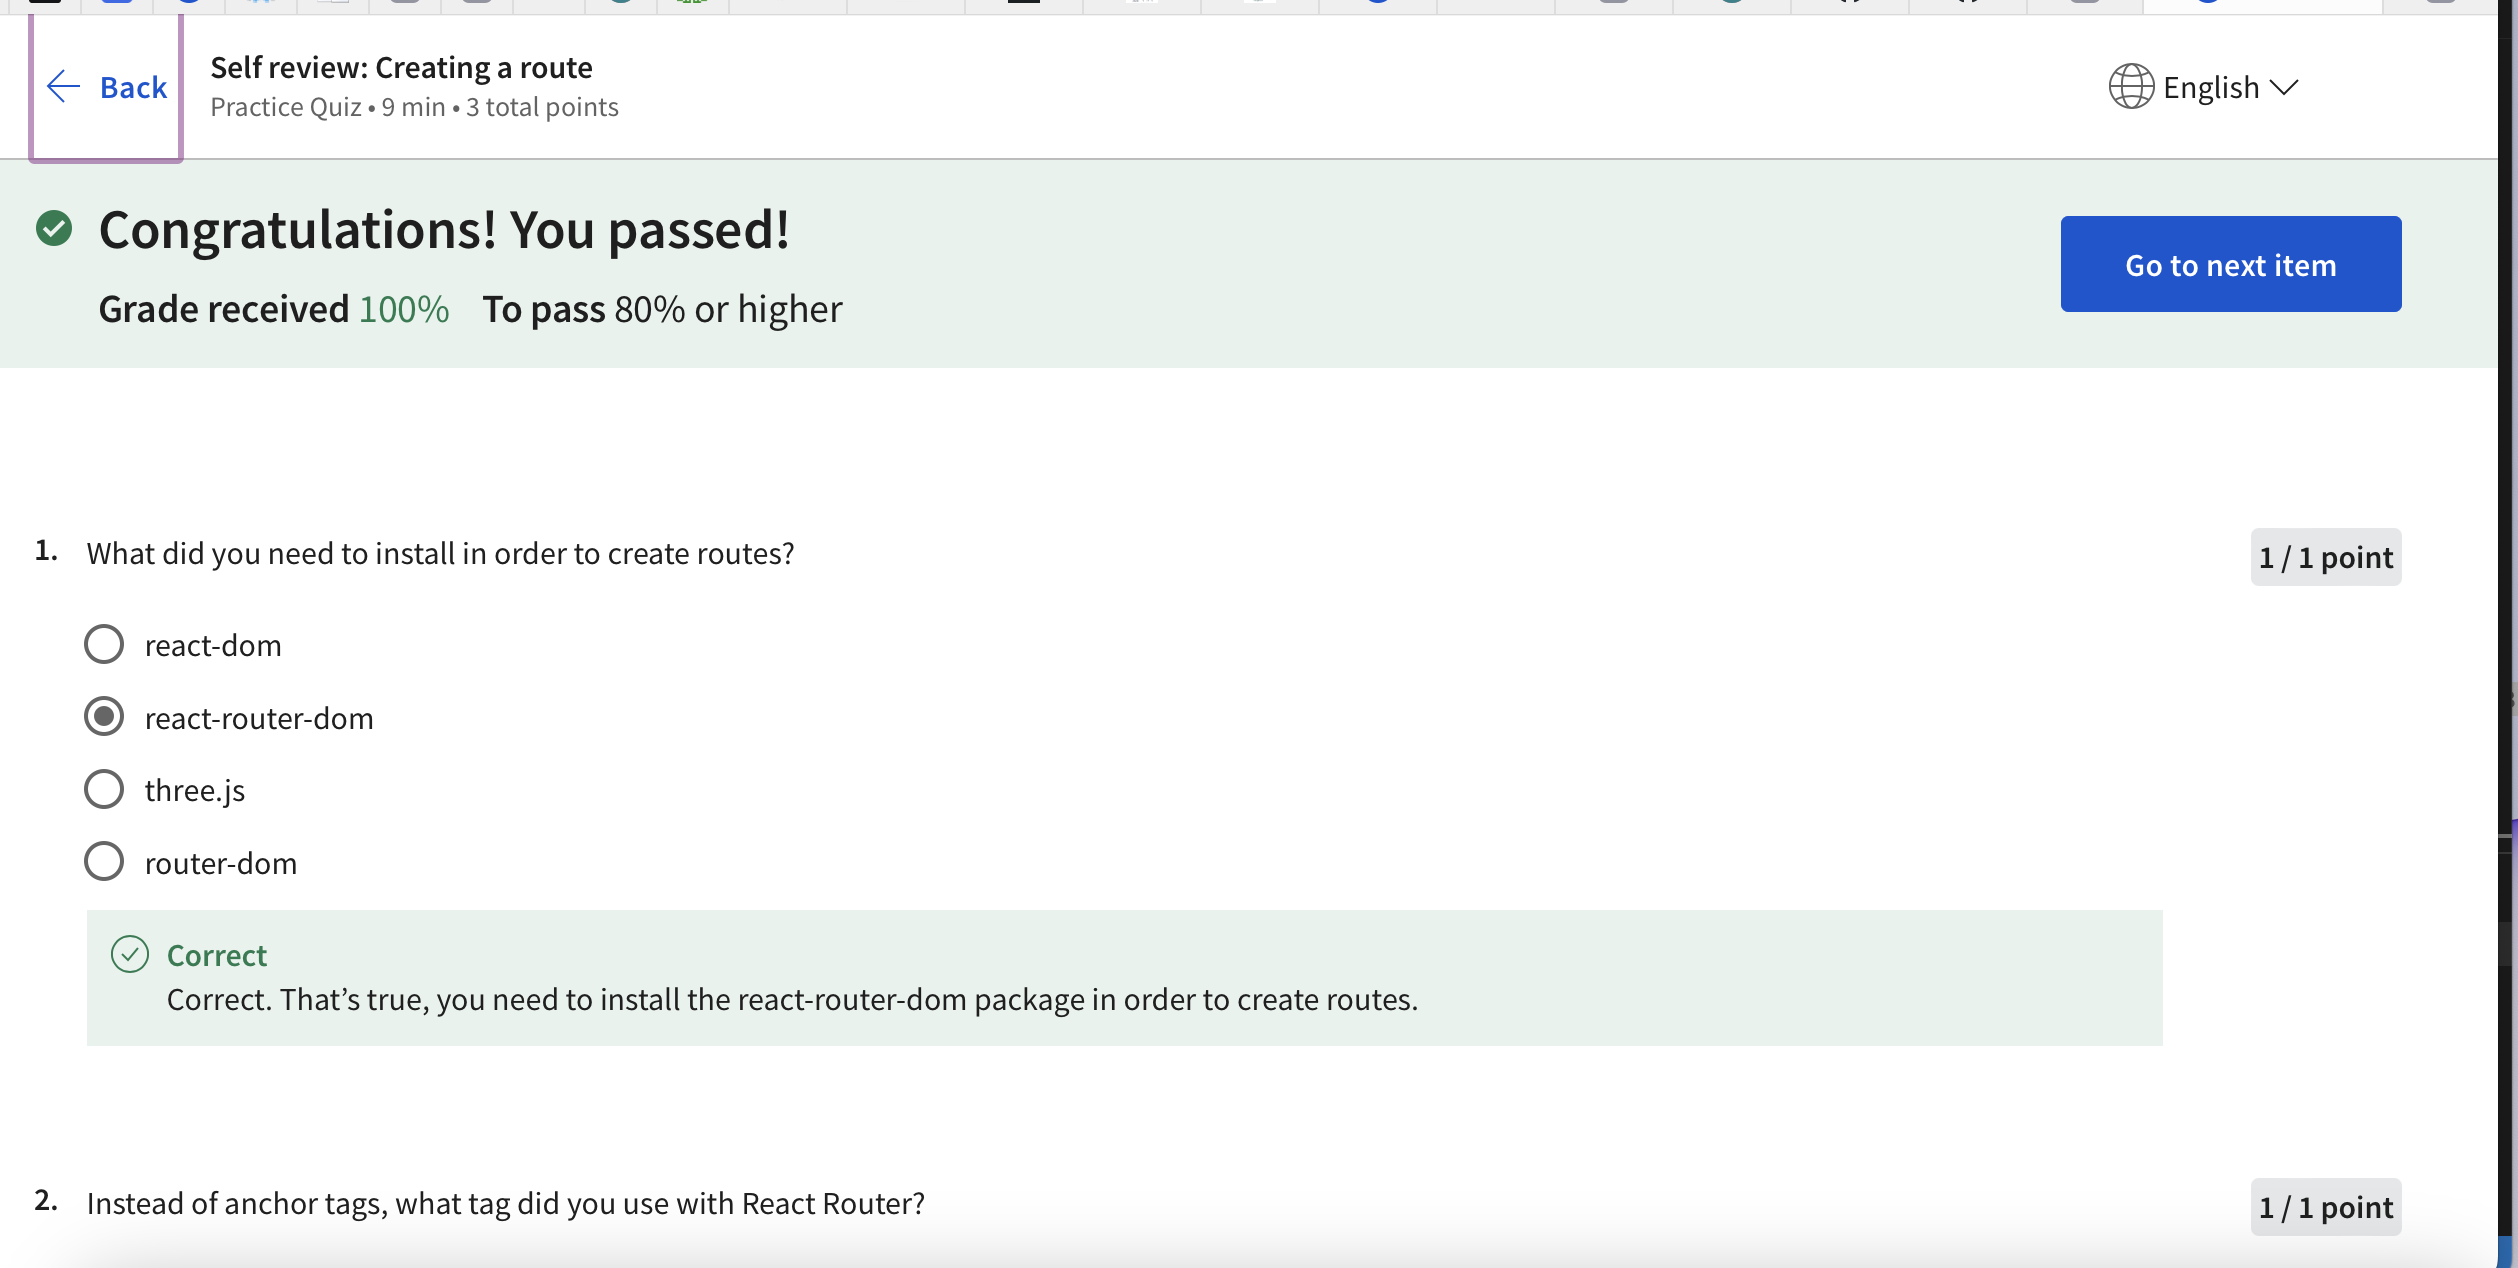 Back
Self review: Creating a route
Practice Quiz • 9 min • 3 total points
English
Congratulations! You passed!
Grade received 100% To pass 80% or higher
Go to next item
1. What did you need to install in order to create routes?
1 / 1 point
react-dom
react-router-dom
three.js
router-dom
Correct
Correct. That’s true, you need to install the react-router-dom package in order to create routes.
2. Instead of anchor tags, what tag did you use with React Router?
1 / 1 point